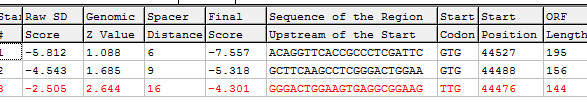 Star Raw SD Genomic Spacer Final Sequence of the Region Start Start ORF
# Score Z Value Distance Score Upstream of the Start Codon Position Length
1 -5.812 1.088 6 -7.557 ACAGGTTCACCGCCCTCGATTC GTG 44527 195
2 -4.543 1.685 9 -5.318 GCTTCAAGCCTCGGGACTGGAA GTG 44488 156
3 -2.505 2.644 16 -4.301 GGGACTGGAAGTGAGGCGGAAG TTG 44476 144